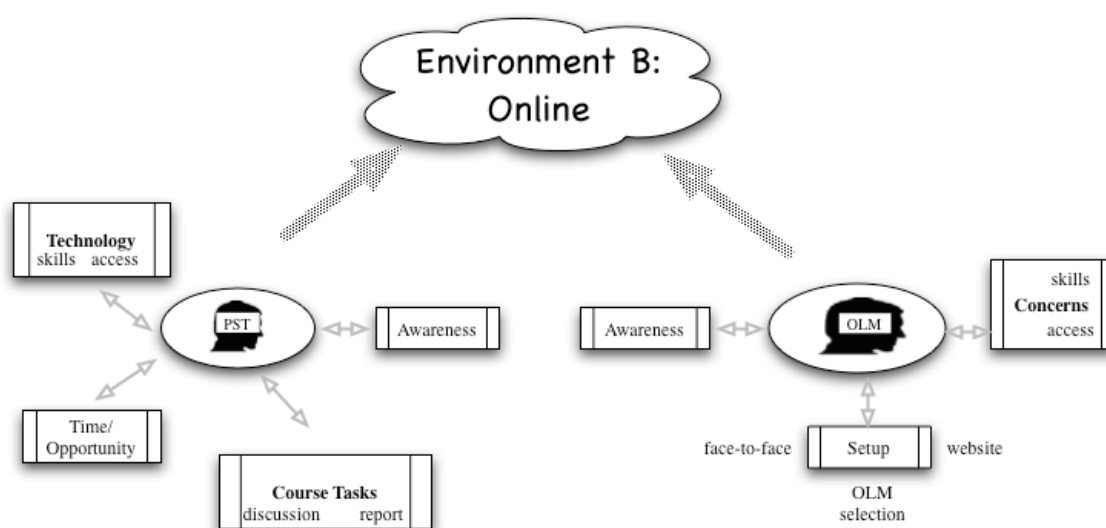 Environment B:
Online
Technology
skills access
PST
Awareness
Time/
Opportunity
Course Tasks
discussion report
Awareness
OLM
skills
Concerns
access
face-to-face
Setup
website
OLM
selection